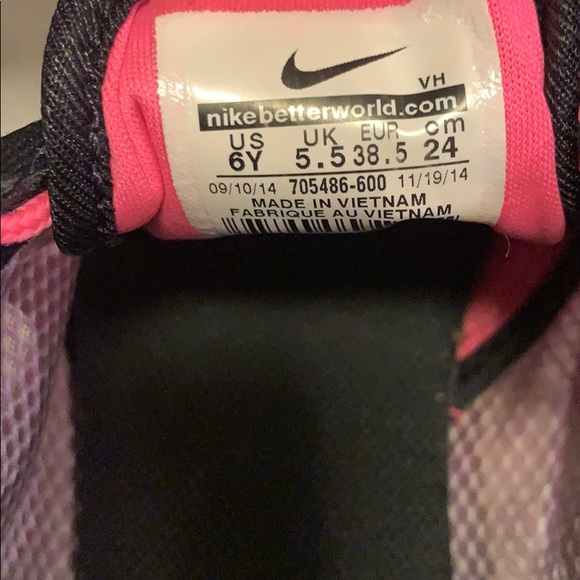 VH
nikebetterworld.com
US UK EUR cm
6Y 5.5 38.5 24
09/10/14 705486-600 11/19/14
MADE IN VIETNAM
FABRIQUE AU VIETNAM